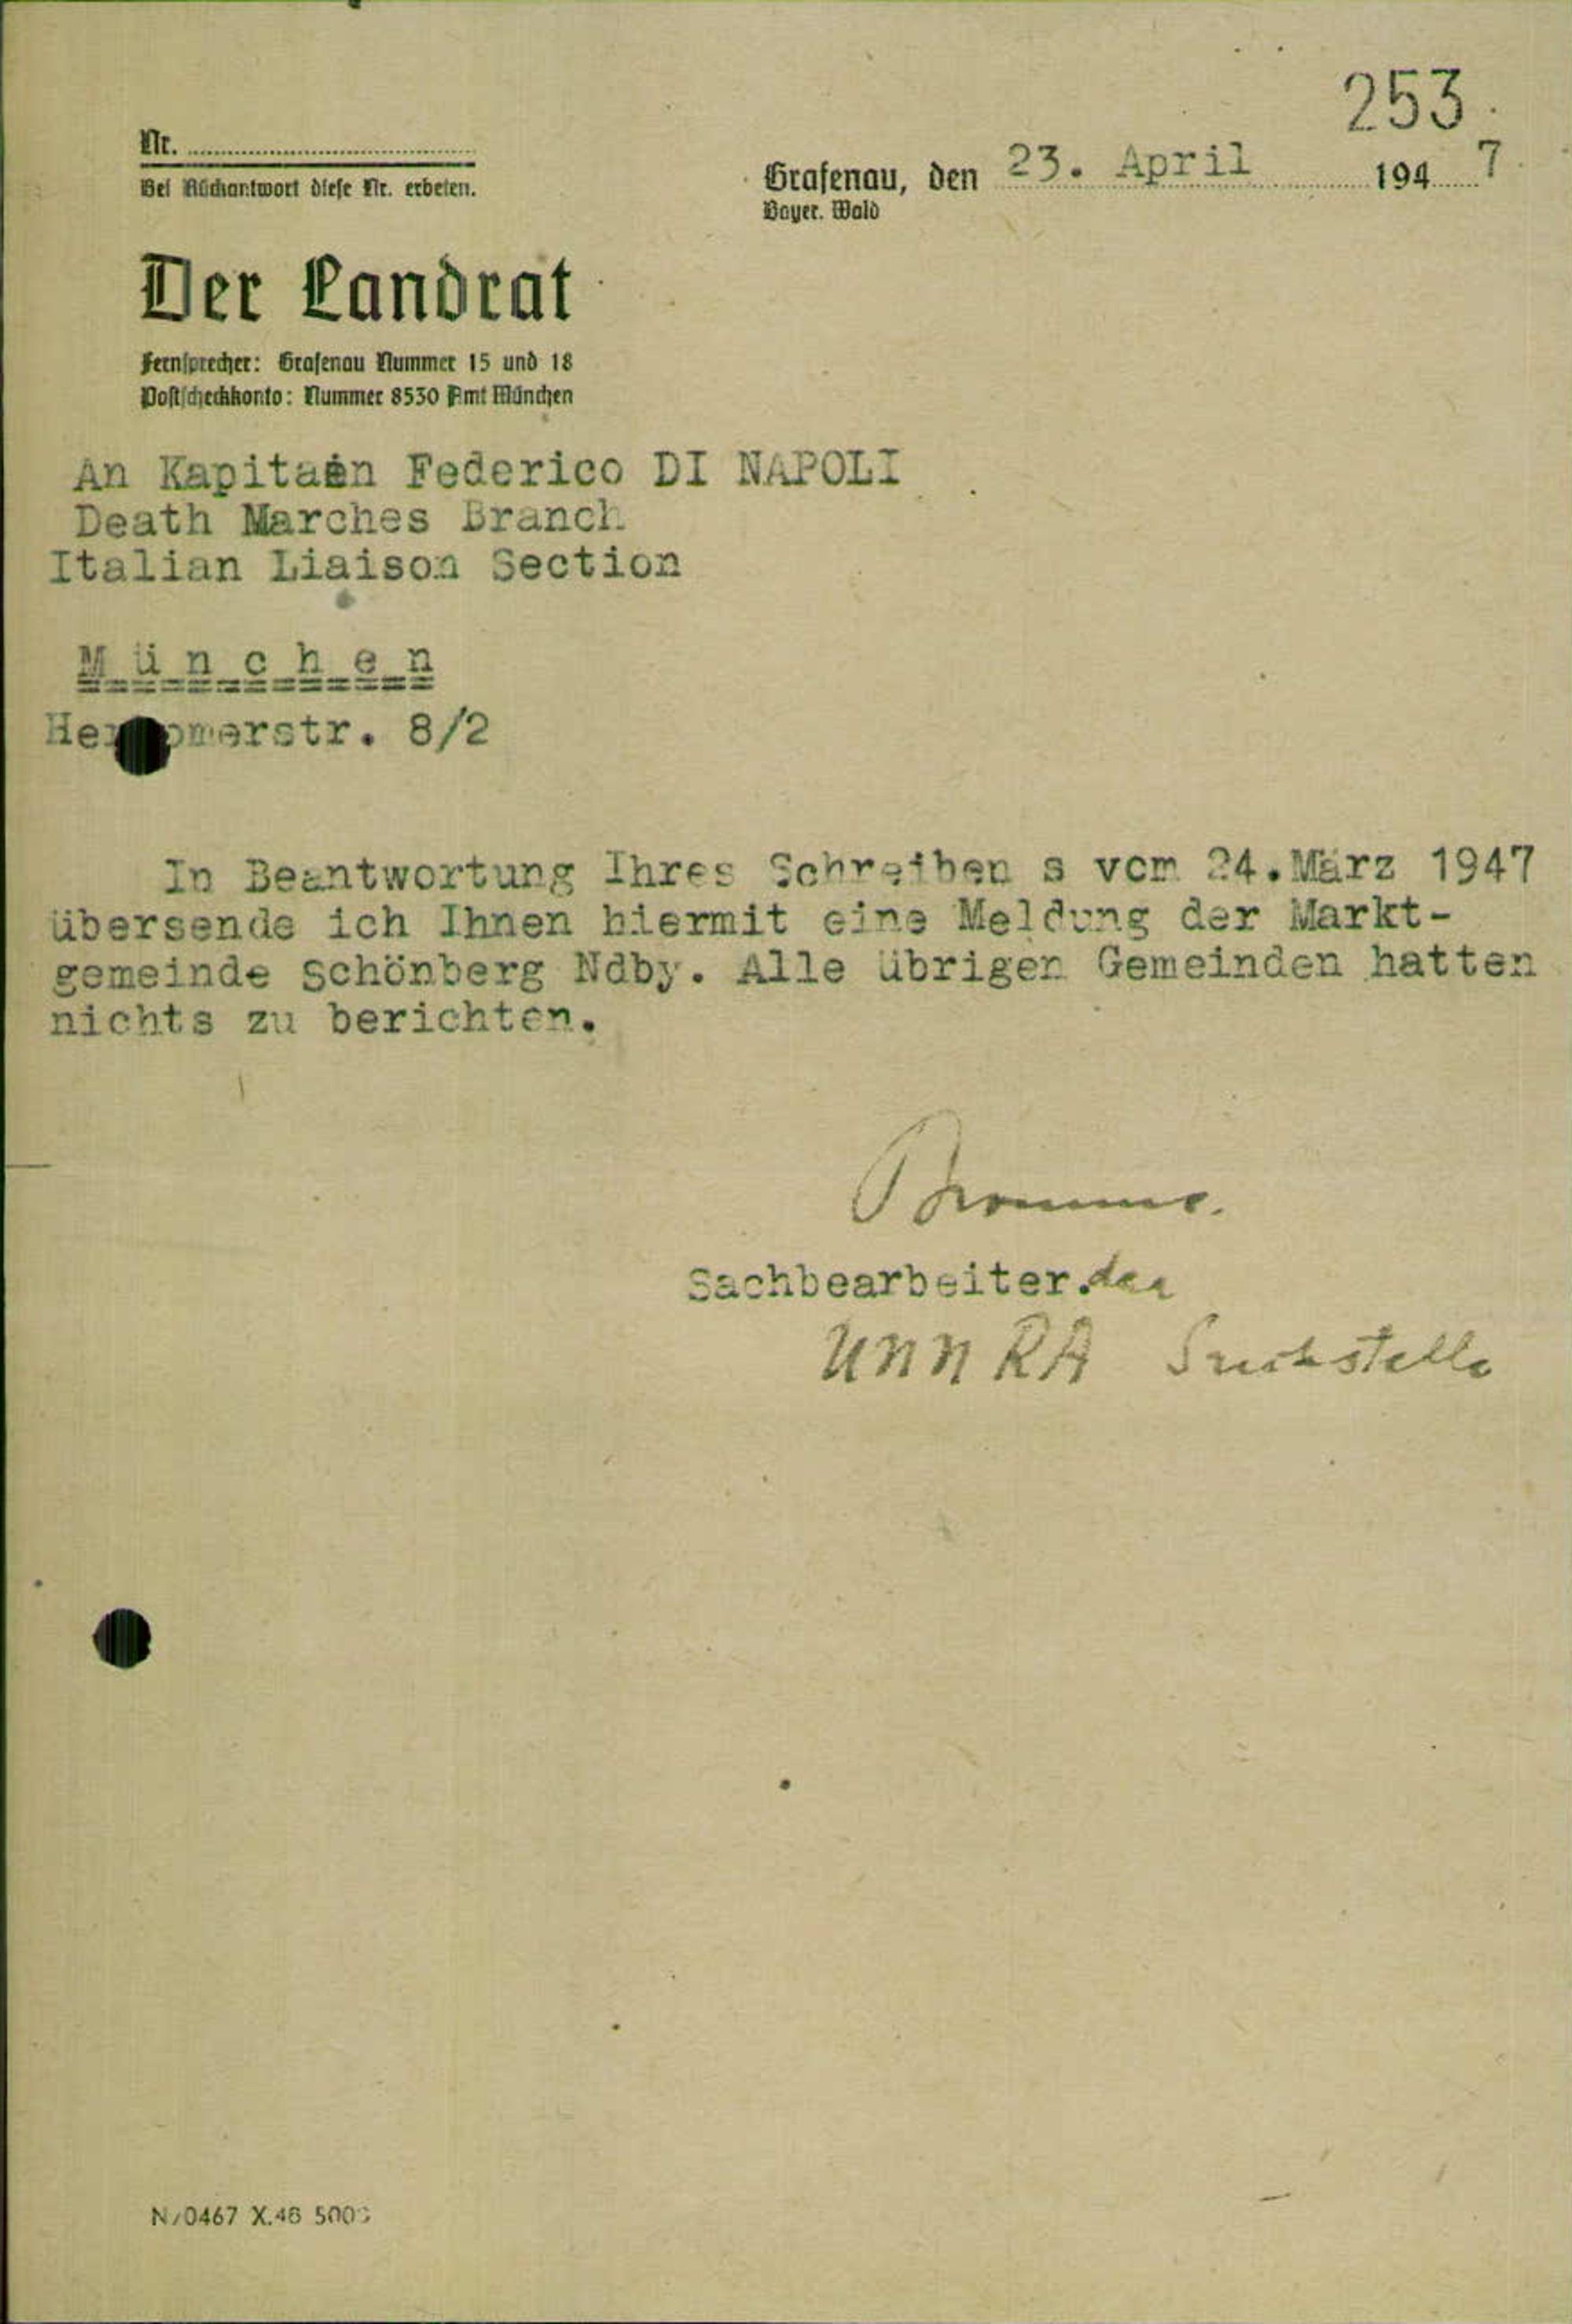 253.
Nr.
Bei Rückantwort diese Nr. erbeten.
Grafenau, den 23. April 1947
Bayer. Wald
Der Landrat
Fernsprecher: Grafenau Nummer 15 und 18
Postscheckkonto: Nummer 8530 Amt München
An Kapitaen Federico DI NAPOLI
Death Marches Branch
Italian Liaison Section
München
merstr. 8/2
In Beantwortung Ihres Schreiben s vom 24.März 1947
übersende ich Ihnen hiermit eine Meldung der Markt-
gemeinde Schönberg Ndby. Alle übrigen Gemeinden hatten
nichts zu berichten.
Sachbearbeiter.der
UNNRA Suchstelle
N/0467 X.46 5000